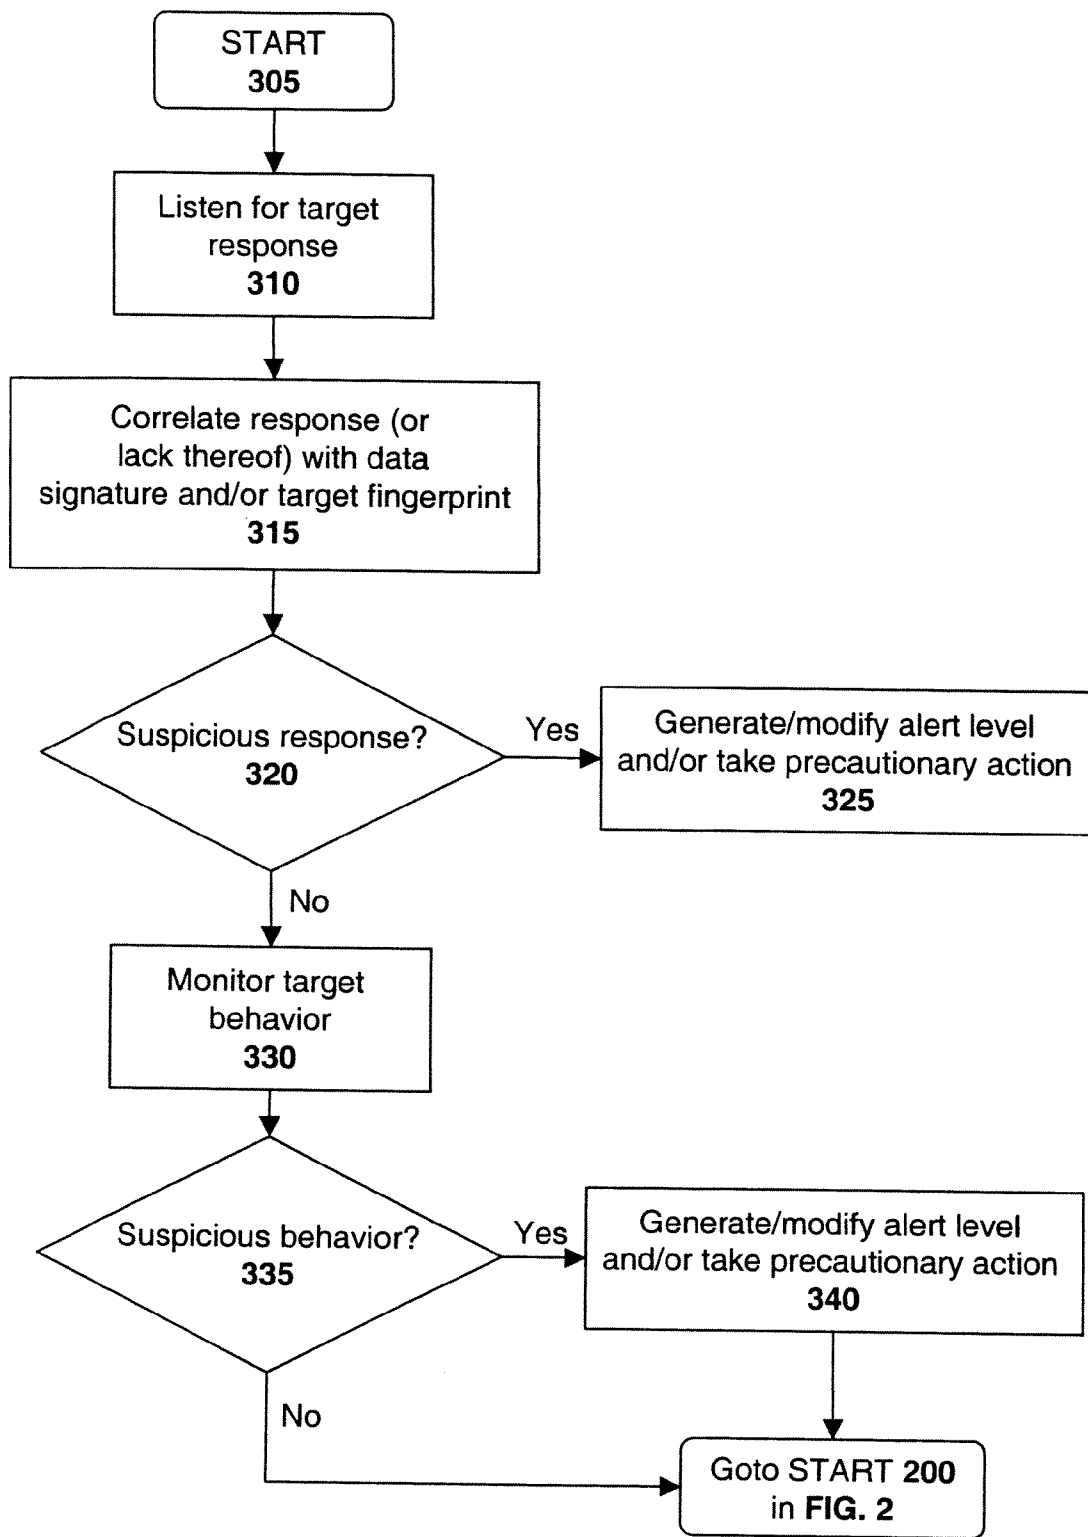 START
305
Listen for target
response
310
Correlate response (or
lack thereof) with data
signature and/or target fingerprint
315
Suspicious response?
320
Yes
Generate/modify alert level
and/or take precautionary action
325
No
Monitor target
behavior
330
Suspicious behavior?
335
Yes
Generate/modify alert level
and/or take precautionary action
340
No
Goto START 200
in FIG. 2